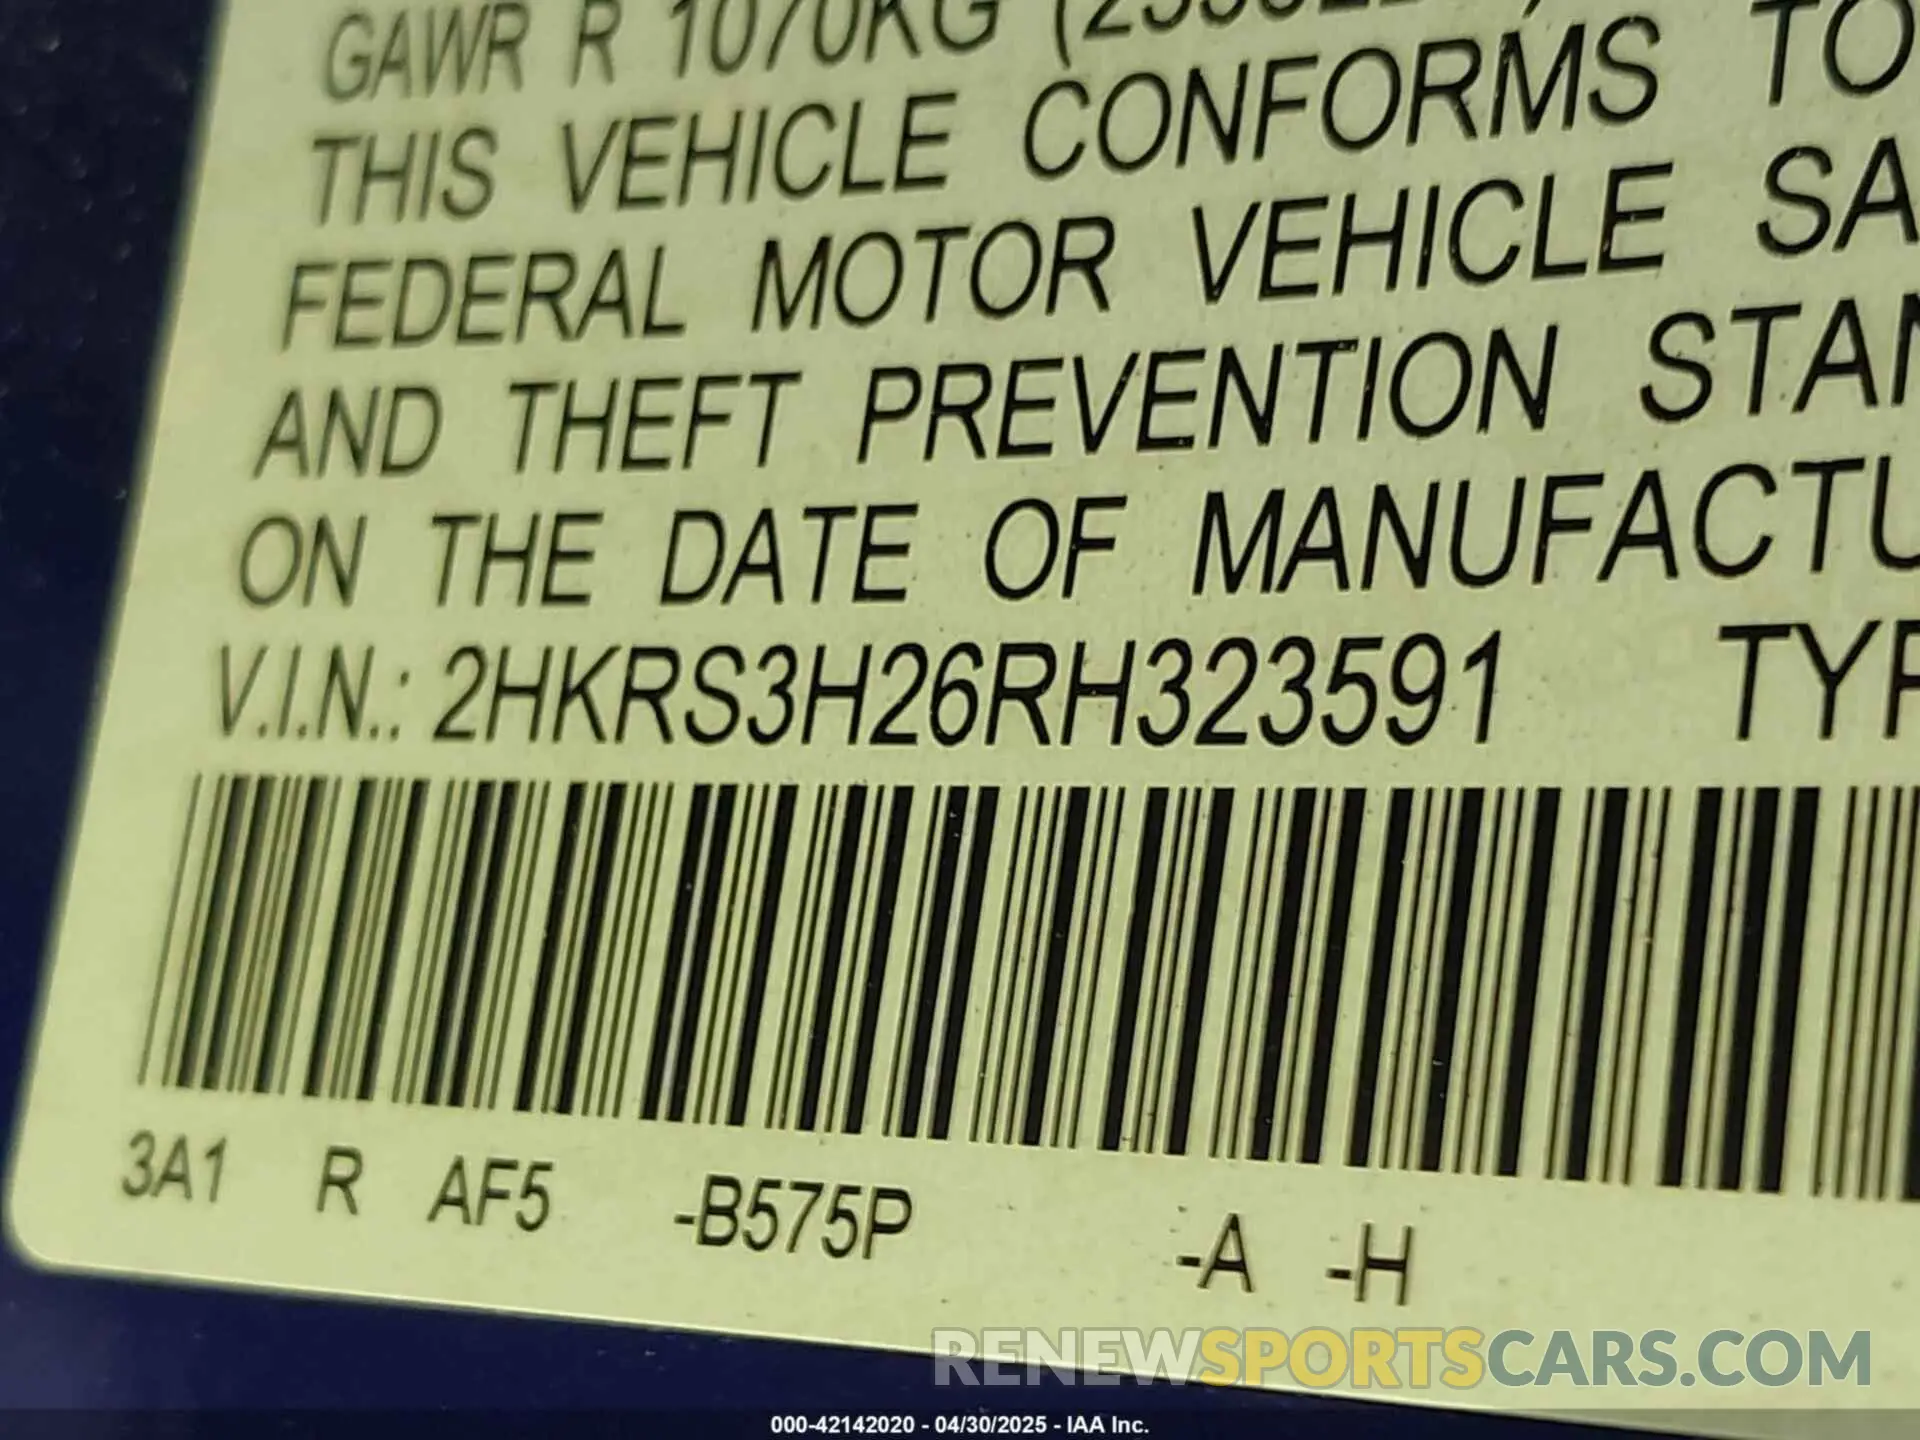 GAWR R 1070KG
THIS VEHICLE CONFORMS TO
FEDERAL MOTOR VEHICLE SA
AND THEFT PREVENTION STAN
ON THE DATE OF MANUFACTU
V.I.N.: 2HKRS3H26RH323591 TYP
3A1 R AF5 -B575P -A -H
RENEWSPORTSCARS.COM
000-42142020 - 04/30/2025 - IAA Inc.